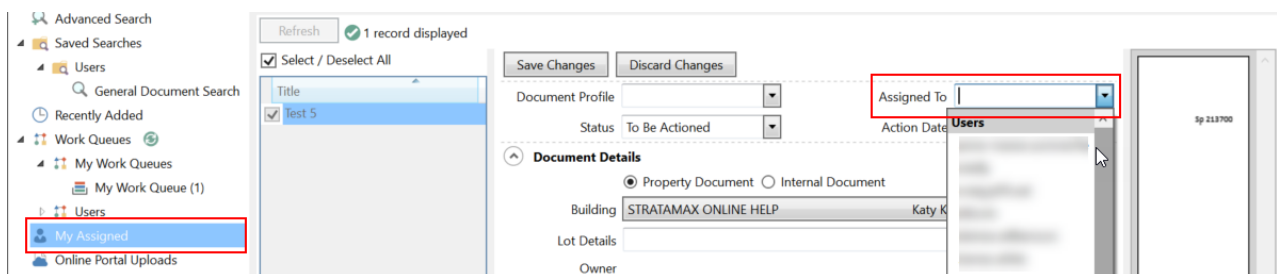 Advanced Search
Saved Searches
Users
General Document Search
Recently Added
Work Queues
My Work Queues
My Work Queue (1)
Users
My Assigned
Online Portal Uploads
Refresh 1 record displayed
Select / Deselect All
Title
Test 5
Save Changes Discard Changes
Document Profile Assigned To
Status To Be Actioned Action Date
Users
Document Details
Property Document Internal Document
Building STRATAMAX ONLINE HELP Katy K
Lot Details
Owner
Sp 213700